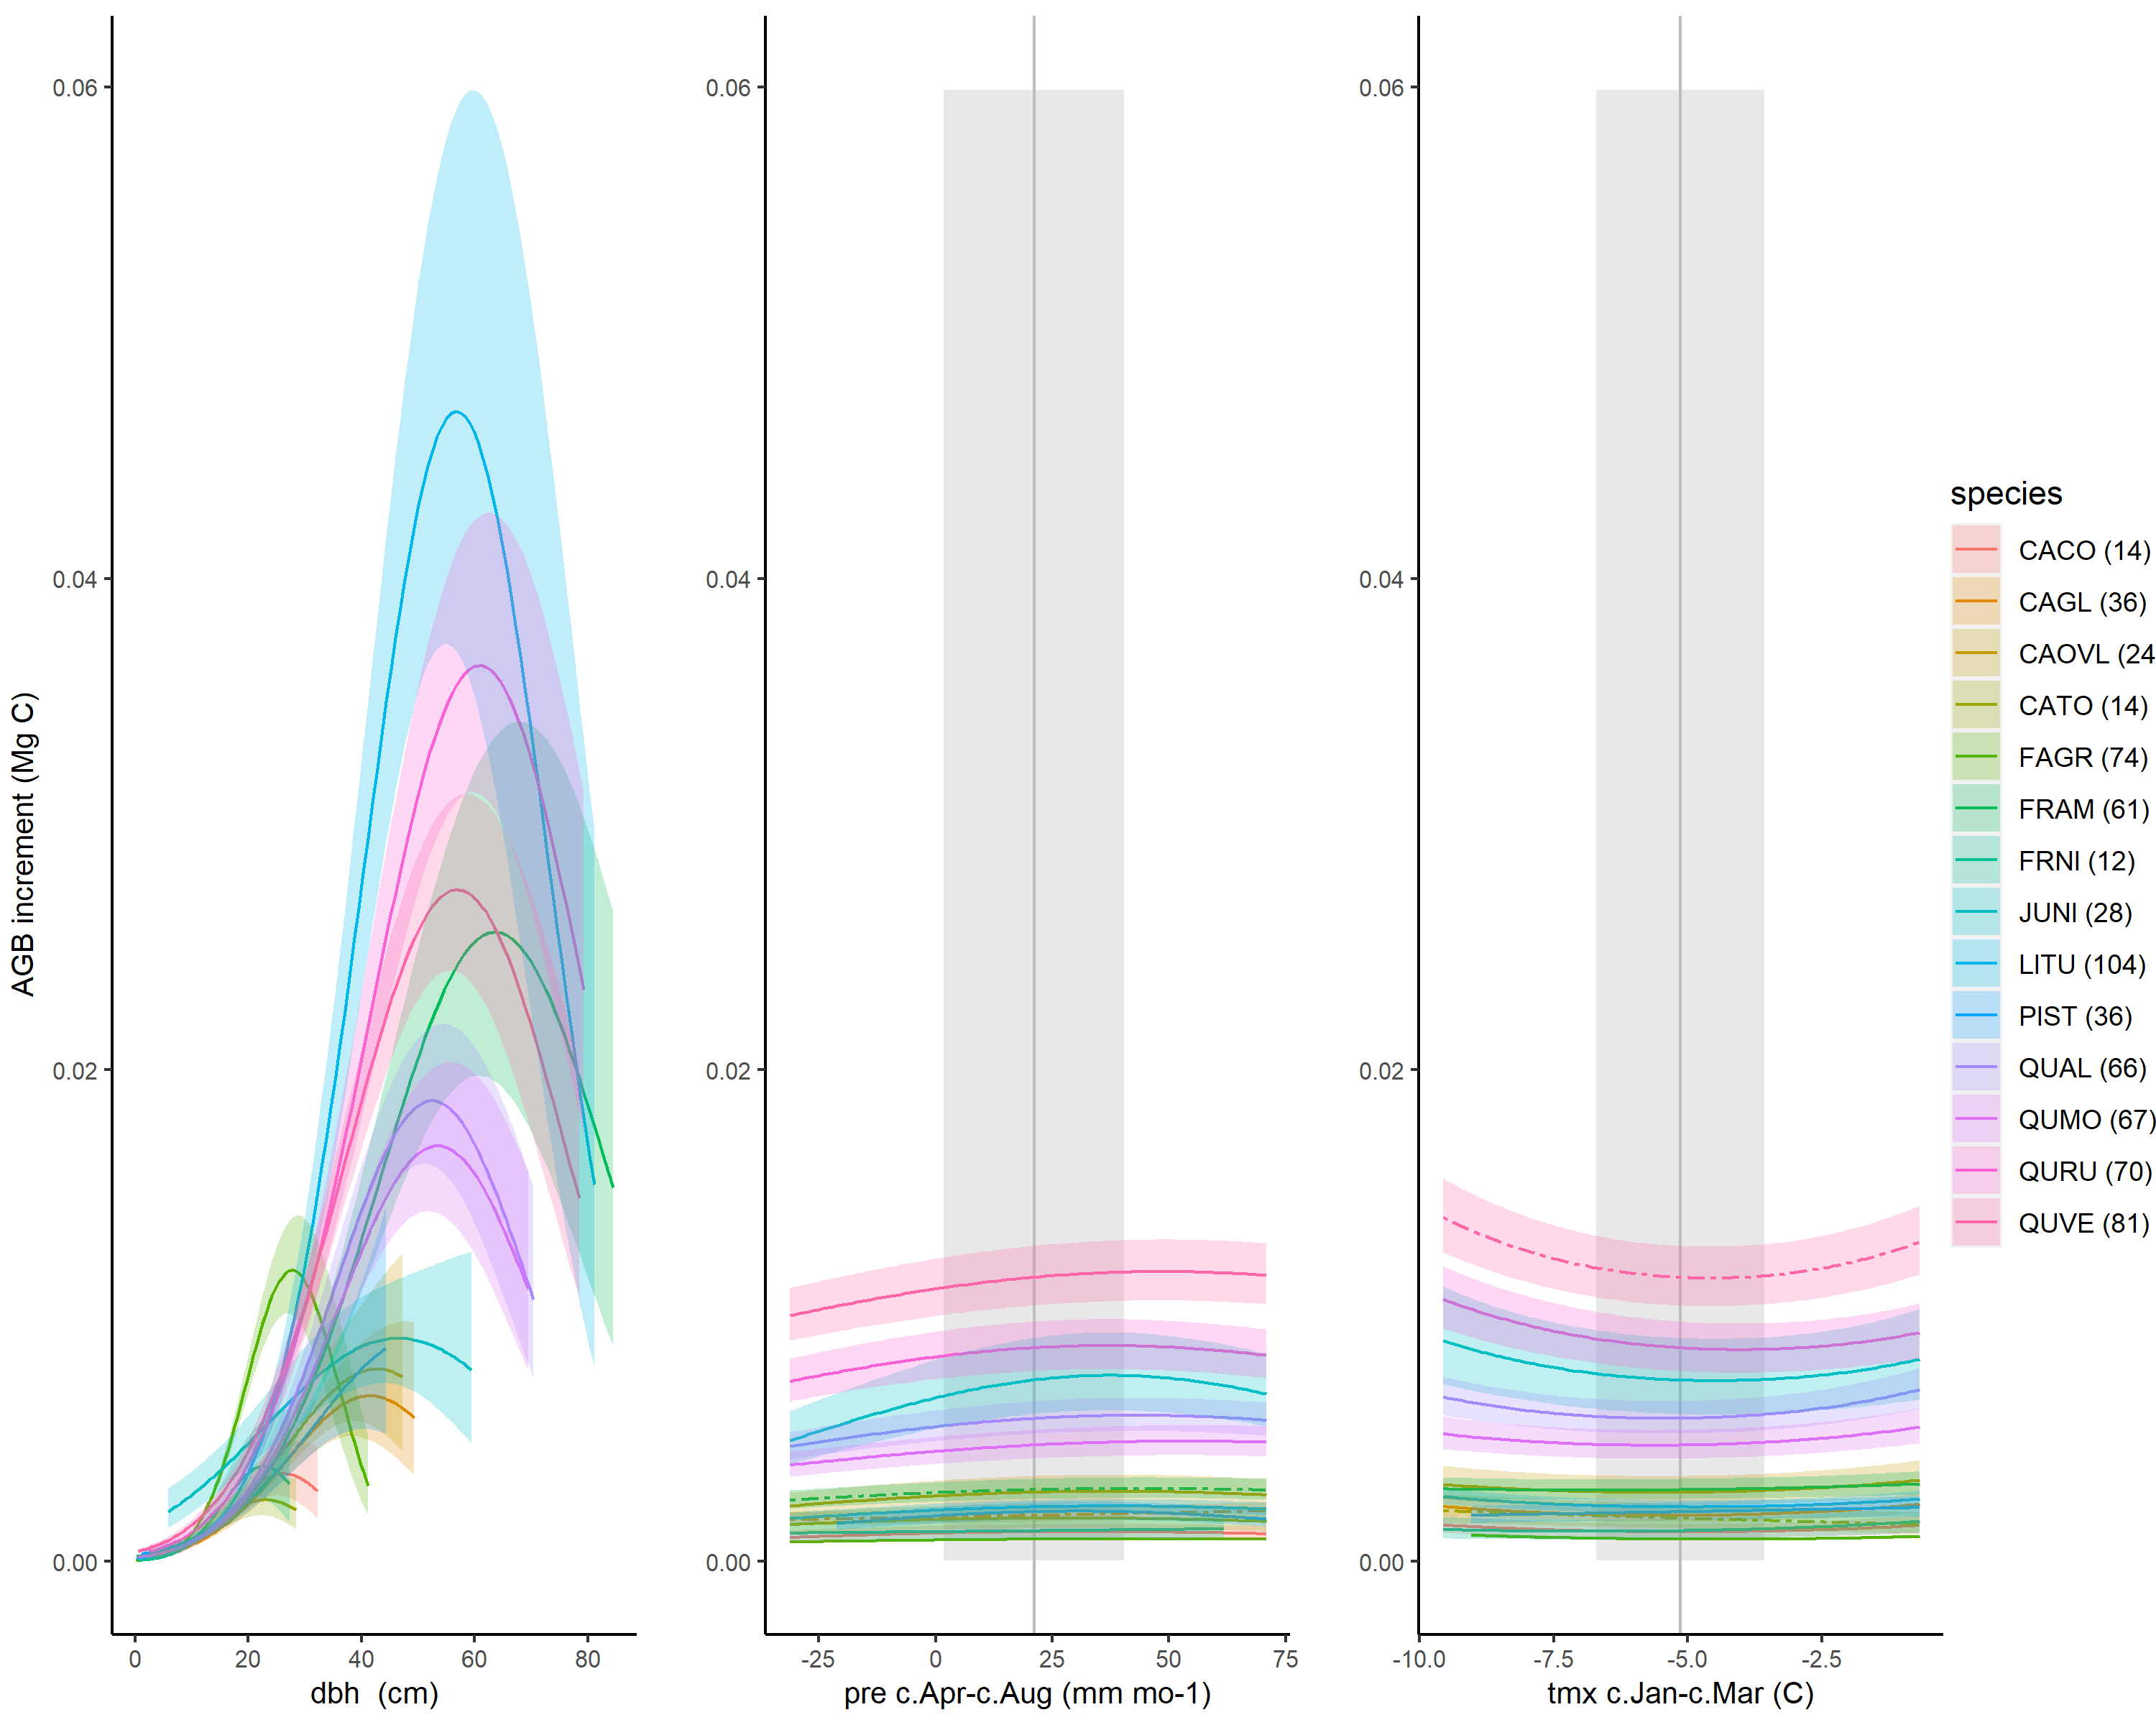 AGB increment (Mg C)
0.06
0.04
0.02
0.00
0 20 40 60 80
dbh (cm)
0.06
0.04
0.02
0.00
-25 0 25 50 75
pre c.Apr-c.Aug (mm mo-1)
0.06
0.04
0.02
0.00
-10.0 -7.5 -5.0 -2.5
tmx c.Jan-c.Mar (C)
species
CACO (14)
CAGL (36)
CAOVL (24
CATO (14)
FAGR (74)
FRAM (61)
FRNI (12)
JUNI (28)
LITU (104)
PIST (36)
QUAL (66)
QUMO (67)
QURU (70)
QUVE (81)